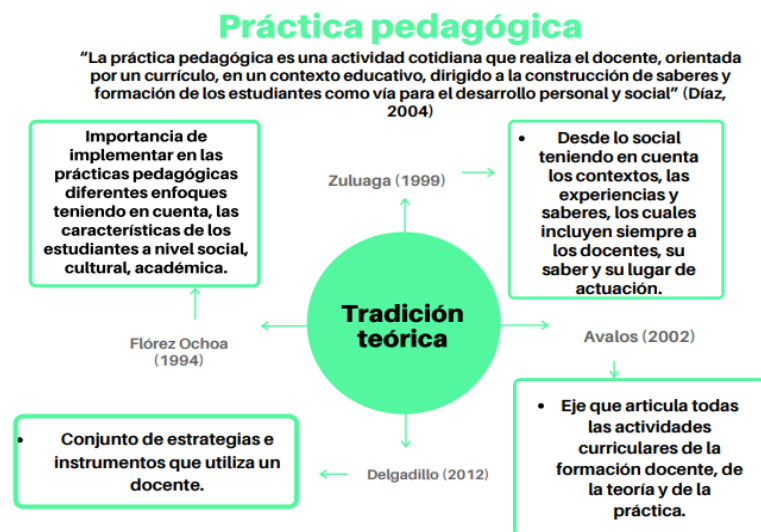 Práctica pedagógica
“La práctica pedagógica es una actividad cotidiana que realiza el docente, orientada
por un currículo, en un contexto educativo, dirigido a la construcción de saberes y
formación de los estudiantes como vía para el desarrollo personal y social” (Díaz,
2004)
Importancia de
implementar en las
prácticas pedagógicas
diferentes enfoques
teniendo en cuenta, las
características de los
estudiantes a nivel social,
cultural, académica.
Zuluaga (1999)
• Desde lo social
teniendo en cuenta
los contextos, las
experiencias y
saberes, los cuales
incluyen siempre a
los docentes, su
saber y su lugar de
actuación.
Tradición
teórica
Flórez Ochoa
(1994)
Avalos (2002)
• Conjunto de estrategias e
instrumentos que utiliza un
docente.
Delgadillo (2012)
• Eje que articula todas
las actividades
curriculares de la
formación docente, de
la teoría y de la
práctica.